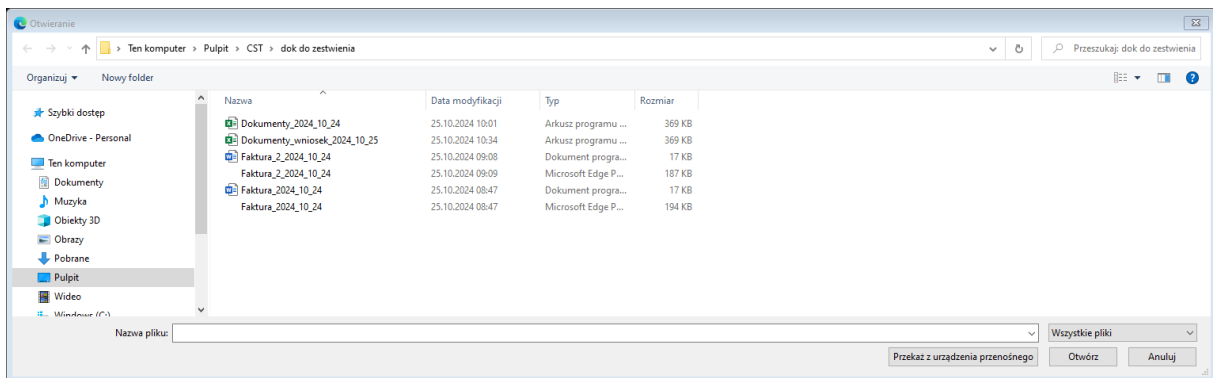 Otwieranie
Ten komputer > Pulpit > CST > dok do zestwienia
Przeszukaj: dok do zestwienia
Organizuj Nowy folder
Szybki dostęp
OneDrive - Personal
Ten komputer
Dokumenty
Muzyka
Obiekty 3D
Obrazy
Pobrane
Pulpit
Wideo
Windows (C:)
Nazwa Data modyfikacji Typ Rozmiar
Dokumenty_2024_10_24 25.10.2024 10:01 Arkusz programu ... 369 KB
Dokumenty_wniosek_2024_10_25 25.10.2024 10:34 Arkusz programu ... 369 KB
Faktura_2_2024_10_24 25.10.2024 09:08 Dokument progra... 17 KB
Faktura_2_2024_10_24 25.10.2024 09:09 Microsoft Edge P... 187 KB
Faktura_2024_10_24 25.10.2024 08:47 Dokument progra... 17 KB
Faktura_2024_10_24 25.10.2024 08:47 Microsoft Edge P... 194 KB
Nazwa pliku:
Wszystkie pliki
Przekaż z urządzenia przenośnego Otwórz Anuluj